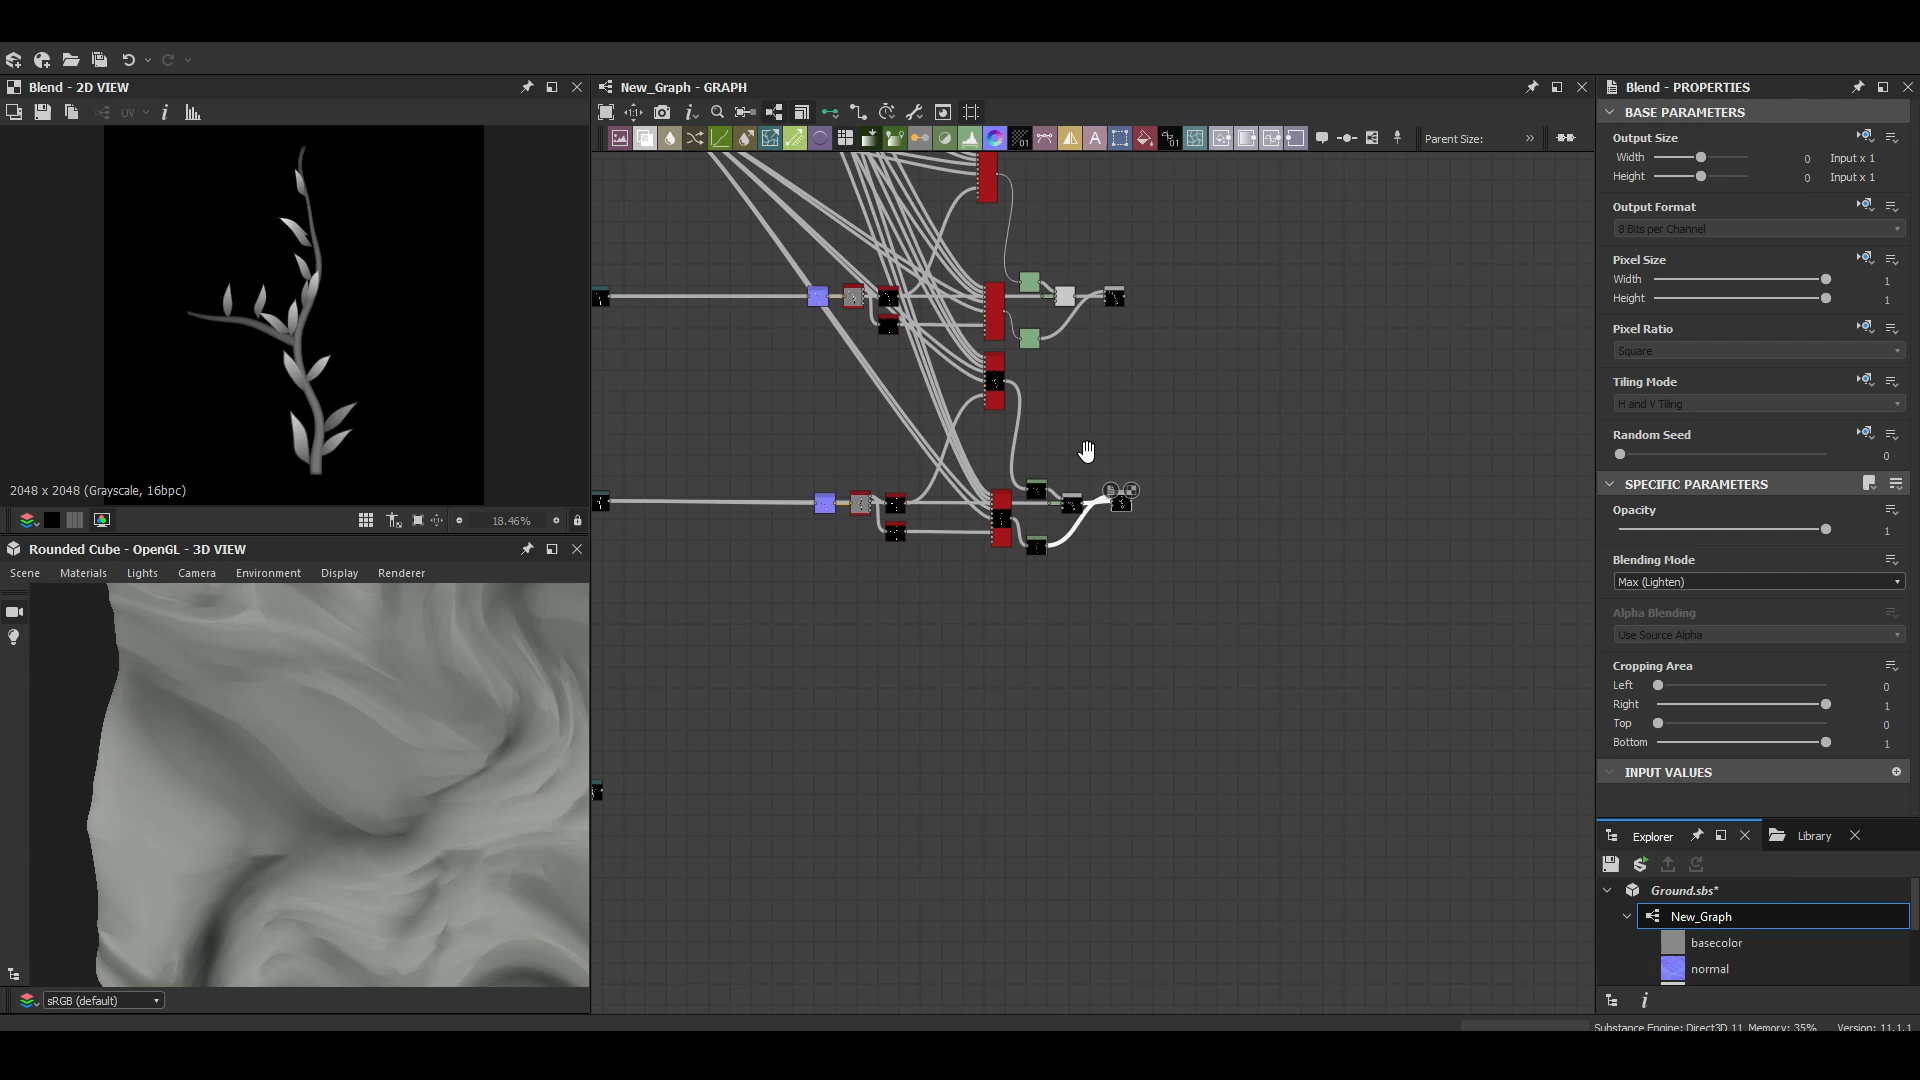 Blend - 2D VIEW
UV
2048 x 2048 (Grayscale, 16bpc)
18.46%
Rounded Cube - OpenGL - 3D VIEW
Scene Materials Lights Camera Environment Display Renderer
sRGB (default)
New_Graph - GRAPH
Parent Size:
Blend - PROPERTIES
BASE PARAMETERS
Output Size
Width 0 Input x 1
Height 0 Input x 1
Output Format
8 Bits per Channel
Pixel Size
Width 1
Height 1
Pixel Ratio
Square
Tiling Mode
H and V Tiling
Random Seed
0
SPECIFIC PARAMETERS
Opacity
1
Blending Mode
Max (Lighten)
Alpha Blending
Use Source Alpha
Cropping Area
Left 0
Right 1
Top 0
Bottom 1
INPUT VALUES
Explorer Library
Ground.sbs*
New_Graph
basecolor
normal
Substance Engine: Direct3D 11 Memory: 35% Version: 11.1.1